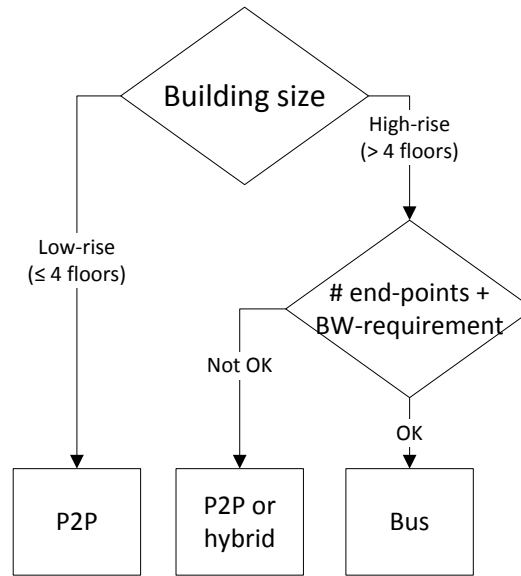 Building size
High-rise
(> 4 floors)
Low-rise
(≤ 4 floors)
# end-points +
BW-requirement
Not OK
OK
P2P
P2P or
hybrid
Bus